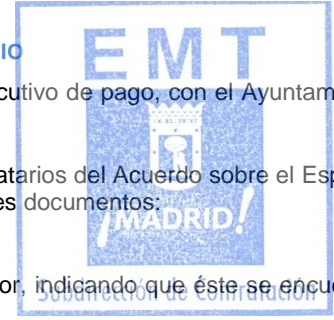 IO
EMT
cutivo de pago, con el Ayuntam
atarios del Acuerdo sobre el Esp
es documentos:
¡MADRID!
or, indicando que éste se encue
Subdirección de Contratación